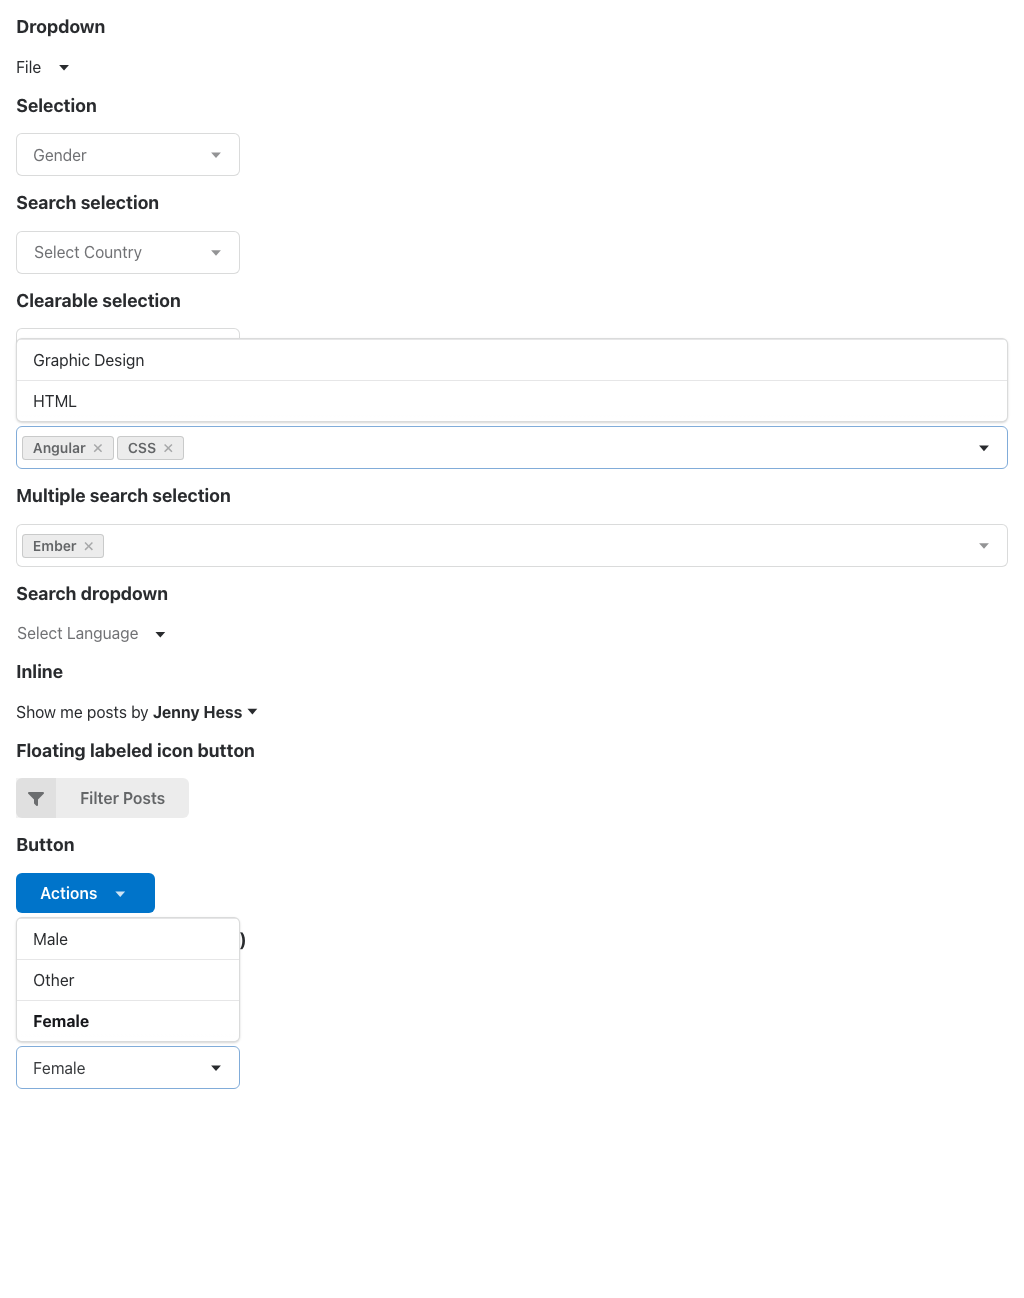 Dropdown
File
Selection
Gender
Search selection
Select Country
Clearable selection
Graphic Design
HTML
Angular CSS
Multiple search selection
Ember
Search dropdown
Select Language
Inline
Show me posts by Jenny Hess
Floating labeled icon button
Filter Posts
Button
Actions
)
Male
Other
Female
Female